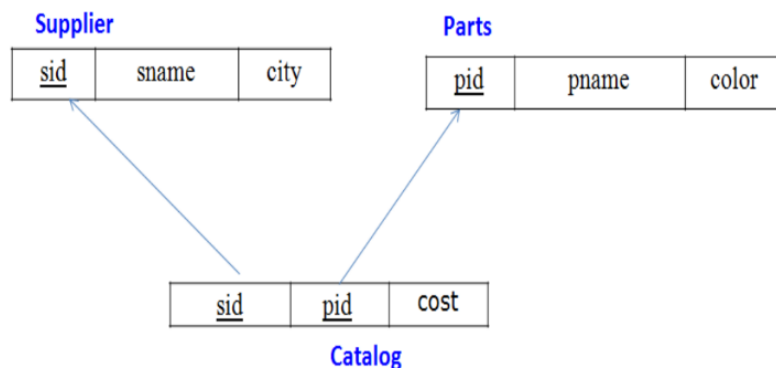 Supplier
sid sname city
Parts
pid pname color
sid pid cost
Catalog